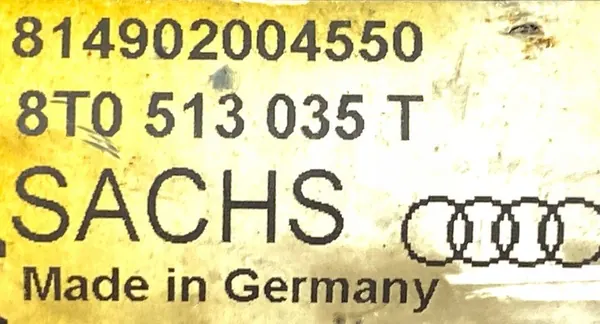 814902004550
8T0 513 035 T
SACHS
Made in Germany